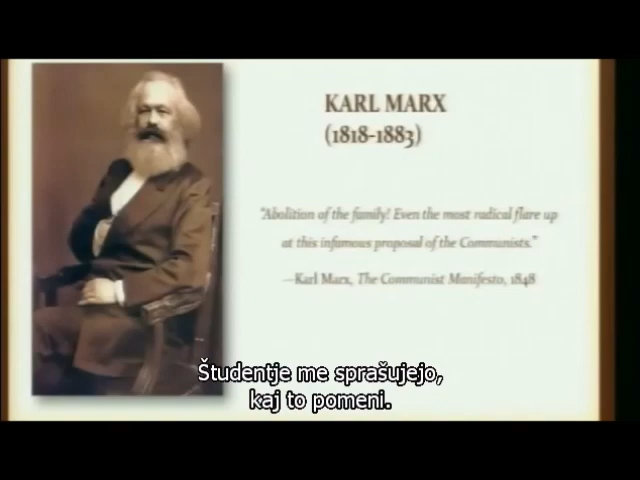 KARL MARX
(1818-1883)
"Abolition of the family! Even the most radical flare up
at this infamous proposal of the Communists."
—Karl Marx, The Communist Manifesto, 1848
Študentje me sprašujejo,
kaj to pomeni.